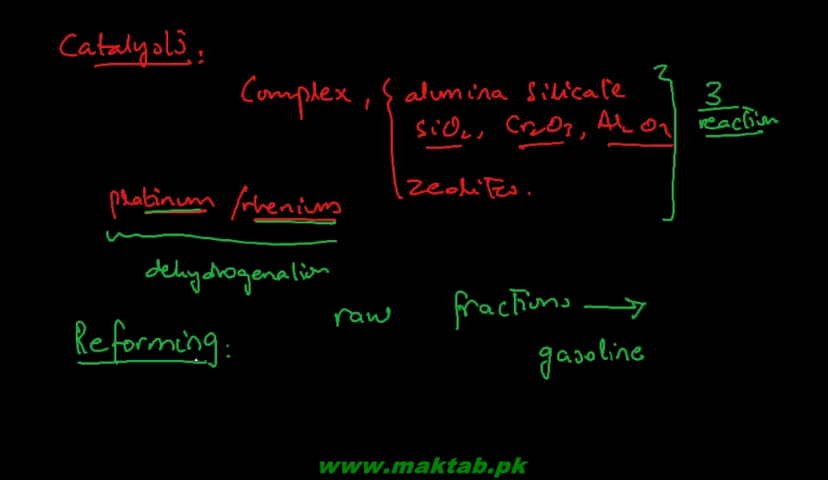 Catalysts:
Complex, { alumina silicate
SiO2, Cr2O3, Al2O3
zeolites.
3
reaction
platinum / rhenium
dehydrogenation
Reforming: raw fractions →
gasoline
www.maktab.pk